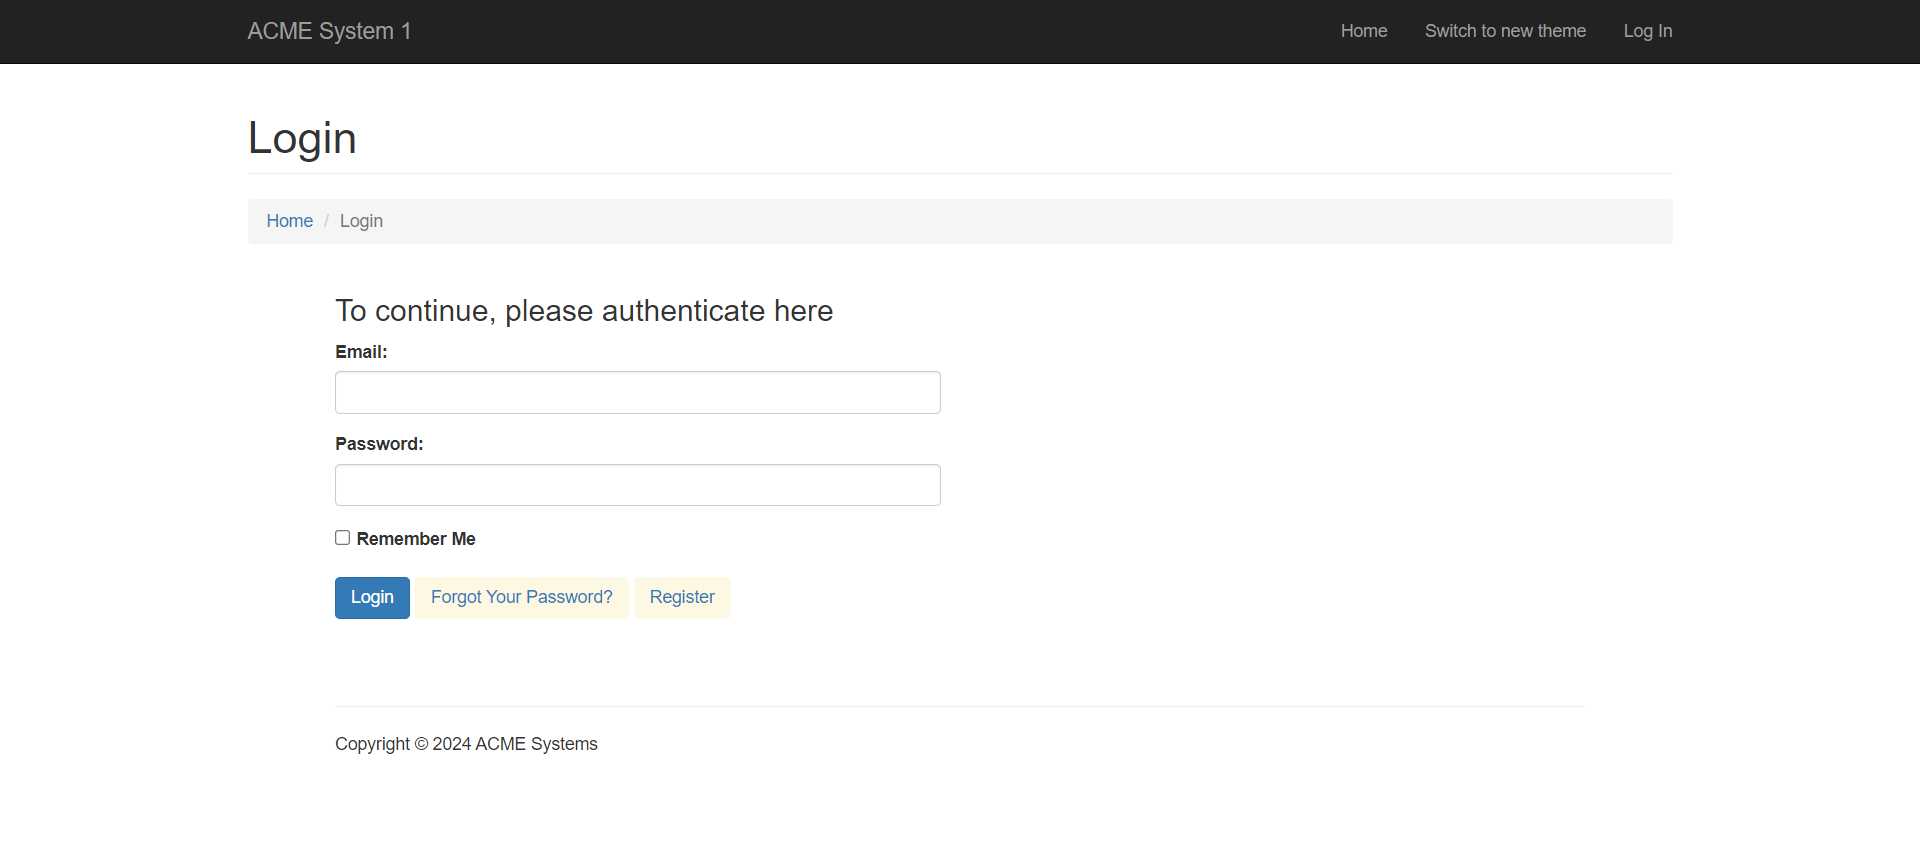 ACME System 1 Home Switch to new theme Log In
Login
Home / Login
To continue, please authenticate here
Email:
Password:
Remember Me
Login Forgot Your Password? Register
Copyright © 2024 ACME Systems